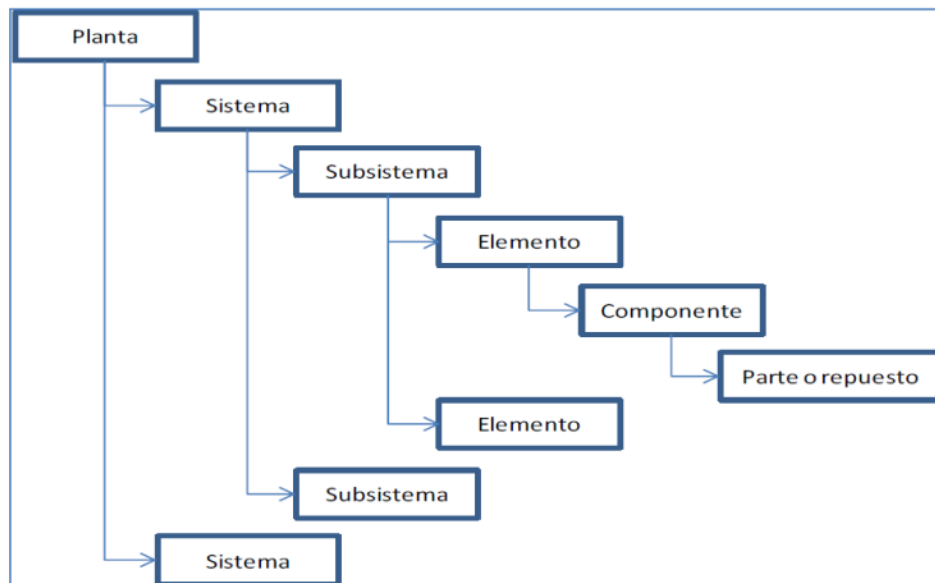 Planta
Sistema
Subsistema
Elemento
Componente
Parte o repuesto
Elemento
Subsistema
Sistema